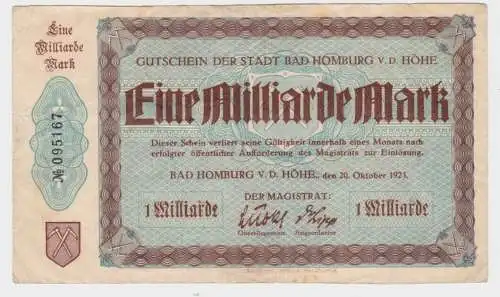 Eine
Milliarde
Mark
№ 095167
GUTSCHEIN DER STADT BAD HOMBURG V. D. HÖHE
Eine Milliarde Mark
Dieser Schein verliert seine Gültigkeit innerhalb eines Monats nach
erfolgter öffentlicher Aufforderung des Magistrats zur Einlösung.
BAD HOMBURG V. D. HÖHE, den 20. Oktober 1923.
DER MAGISTRAT:
1 Milliarde
1 Milliarde
Oberbürgermeister. Beigeordneter